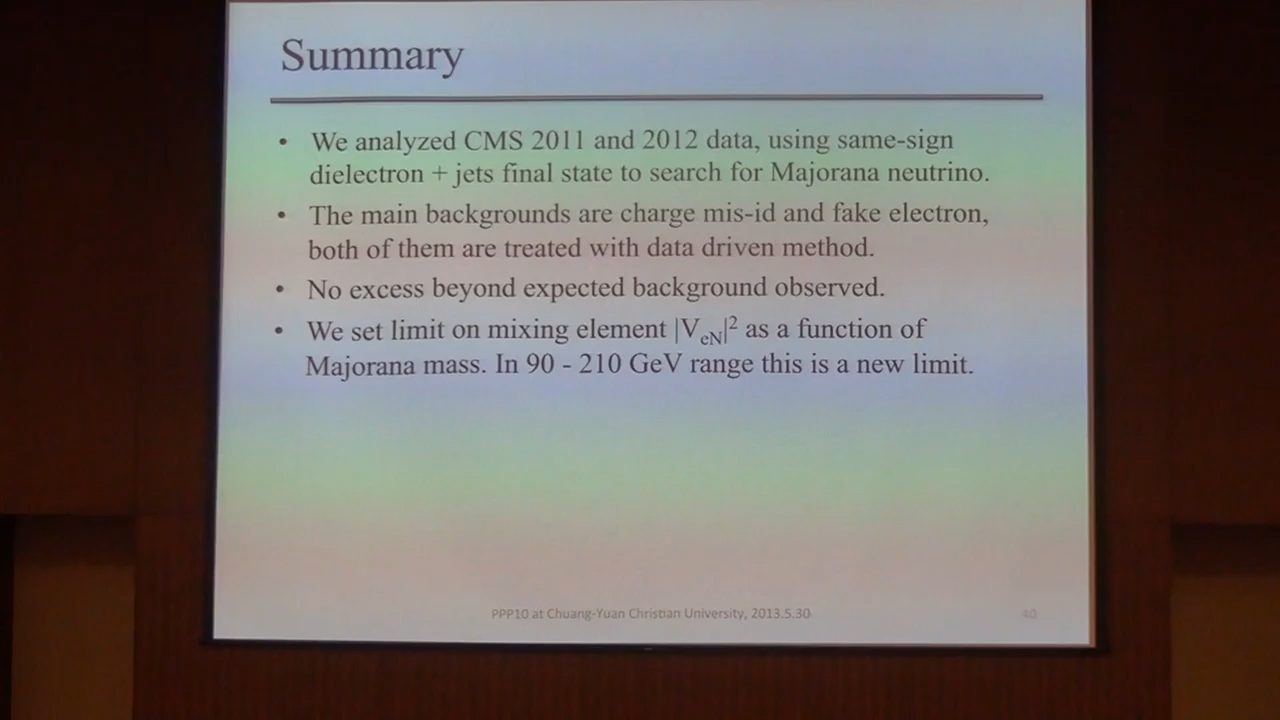 Summary
• We analyzed CMS 2011 and 2012 data, using same-sign
dielectron + jets final state to search for Majorana neutrino.
• The main backgrounds are charge mis-id and fake electron,
both of them are treated with data driven method.
• No excess beyond expected background observed.
• We set limit on mixing element |VeN|² as a function of
Majorana mass. In 90 - 210 GeV range this is a new limit.
PPP10 at Chuang-Yuan Christian University, 2013.5.30
40